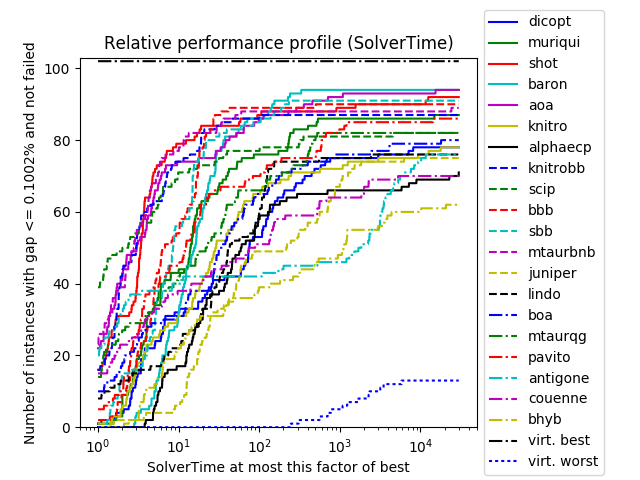 Relative performance profile (SolverTime)
Number of instances with gap <= 0.1002% and not failed
100
80
60
40
20
0
10^0
10^1
10^2
10^3
10^4
SolverTime at most this factor of best
dicopt
muriqui
shot
baron
aoa
knitro
alphaecp
knitrobb
scip
bbb
sbb
mtaurbnb
juniper
lindo
boa
mtaurqg
pavito
antigone
couenne
bhyb
virt. best
virt. worst